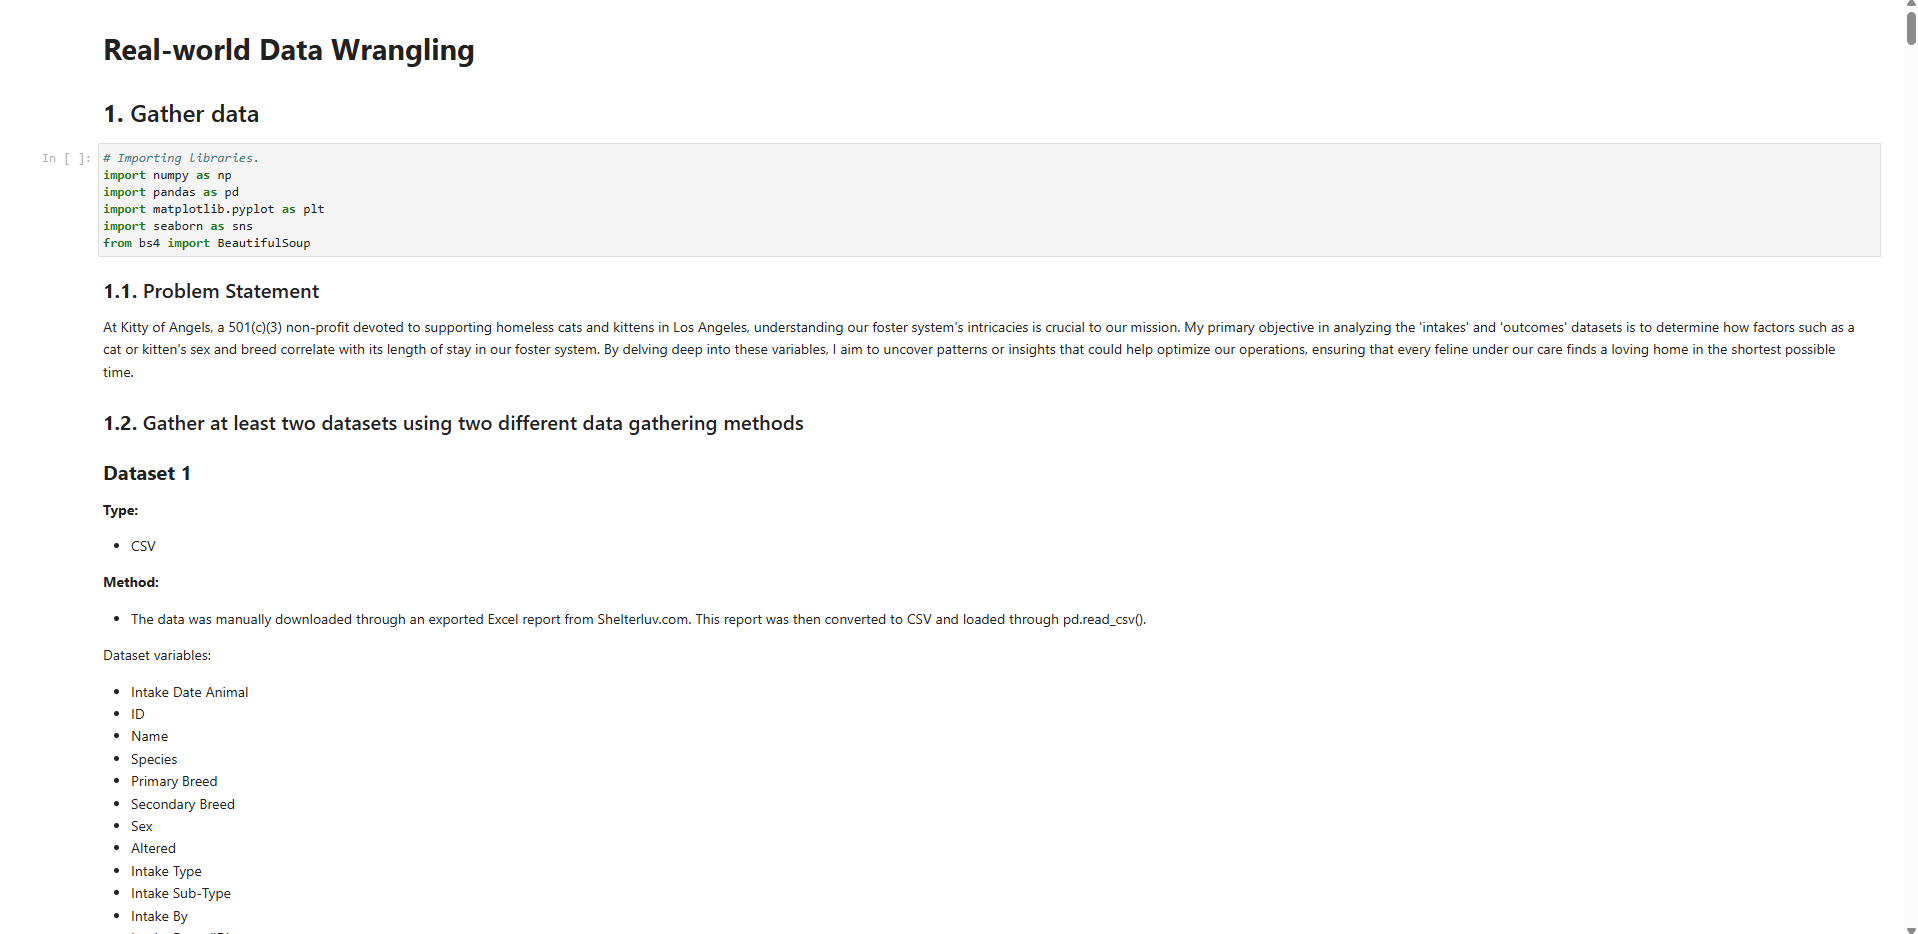 Real-world Data Wrangling
1. Gather data
In [ ]:
# Importing libraries.
import numpy as np
import pandas as pd
import matplotlib.pyplot as plt
import seaborn as sns
from bs4 import BeautifulSoup
1.1. Problem Statement
At Kitty of Angels, a 501(c)(3) non-profit devoted to supporting homeless cats and kittens in Los Angeles, understanding our foster system's intricacies is crucial to our mission. My primary objective in analyzing the 'intakes' and 'outcomes' datasets is to determine how factors such as a
cat or kitten's sex and breed correlate with its length of stay in our foster system. By delving deep into these variables, I aim to uncover patterns or insights that could help optimize our operations, ensuring that every feline under our care finds a loving home in the shortest possible
time.
1.2. Gather at least two datasets using two different data gathering methods
Dataset 1
Type:
• CSV
Method:
• The data was manually downloaded through an exported Excel report from Shelterluv.com. This report was then converted to CSV and loaded through pd.read_csv().
Dataset variables:
• Intake Date Animal
• ID
• Name
• Species
• Primary Breed
• Secondary Breed
• Sex
• Altered
• Intake Type
• Intake Sub-Type
• Intake By